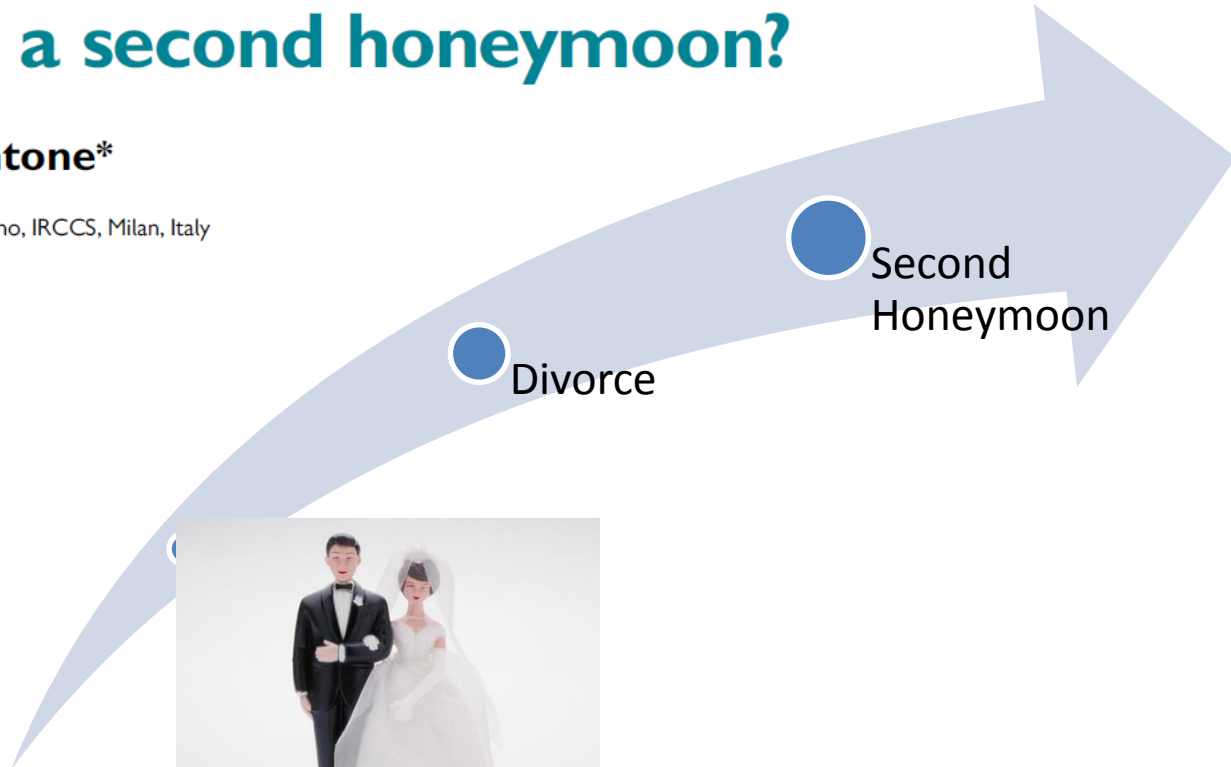 a second honeymoon?
tone*
no, IRCCS, Milan, Italy
Second
Honeymoon
Divorce